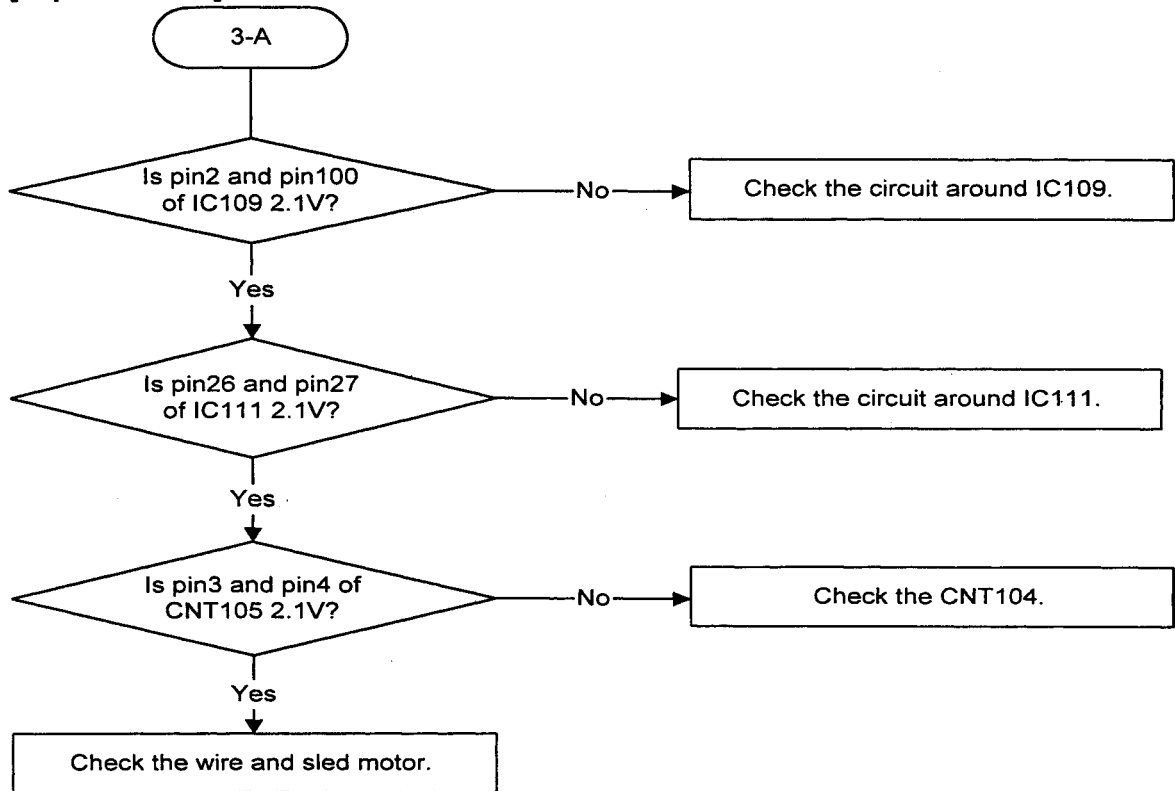 3-A
Is pin2 and pin100
of IC109 2.1V?
No
Check the circuit around IC109.
Yes
Is pin26 and pin27
of IC111 2.1V?
No
Check the circuit around IC111.
Yes
Is pin3 and pin4 of
CNT105 2.1V?
No
Check the CNT104.
Yes
Check the wire and sled motor.